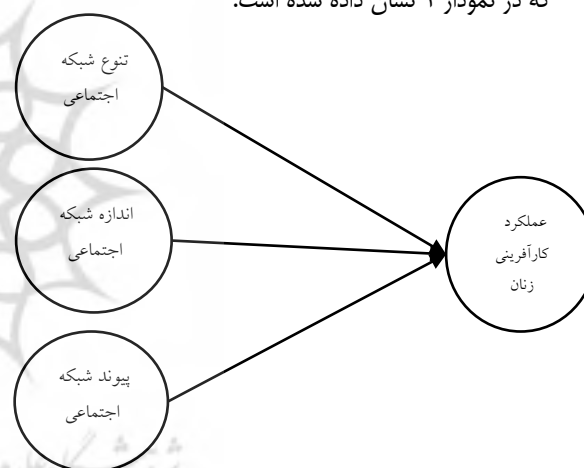 که در نمودار ۱ نشان داده شده است.
تنوع شبکه
اجتماعی
اندازه شبکه
اجتماعی
پیوند شبکه
اجتماعی
عملکرد
کارآفرینی
زنان